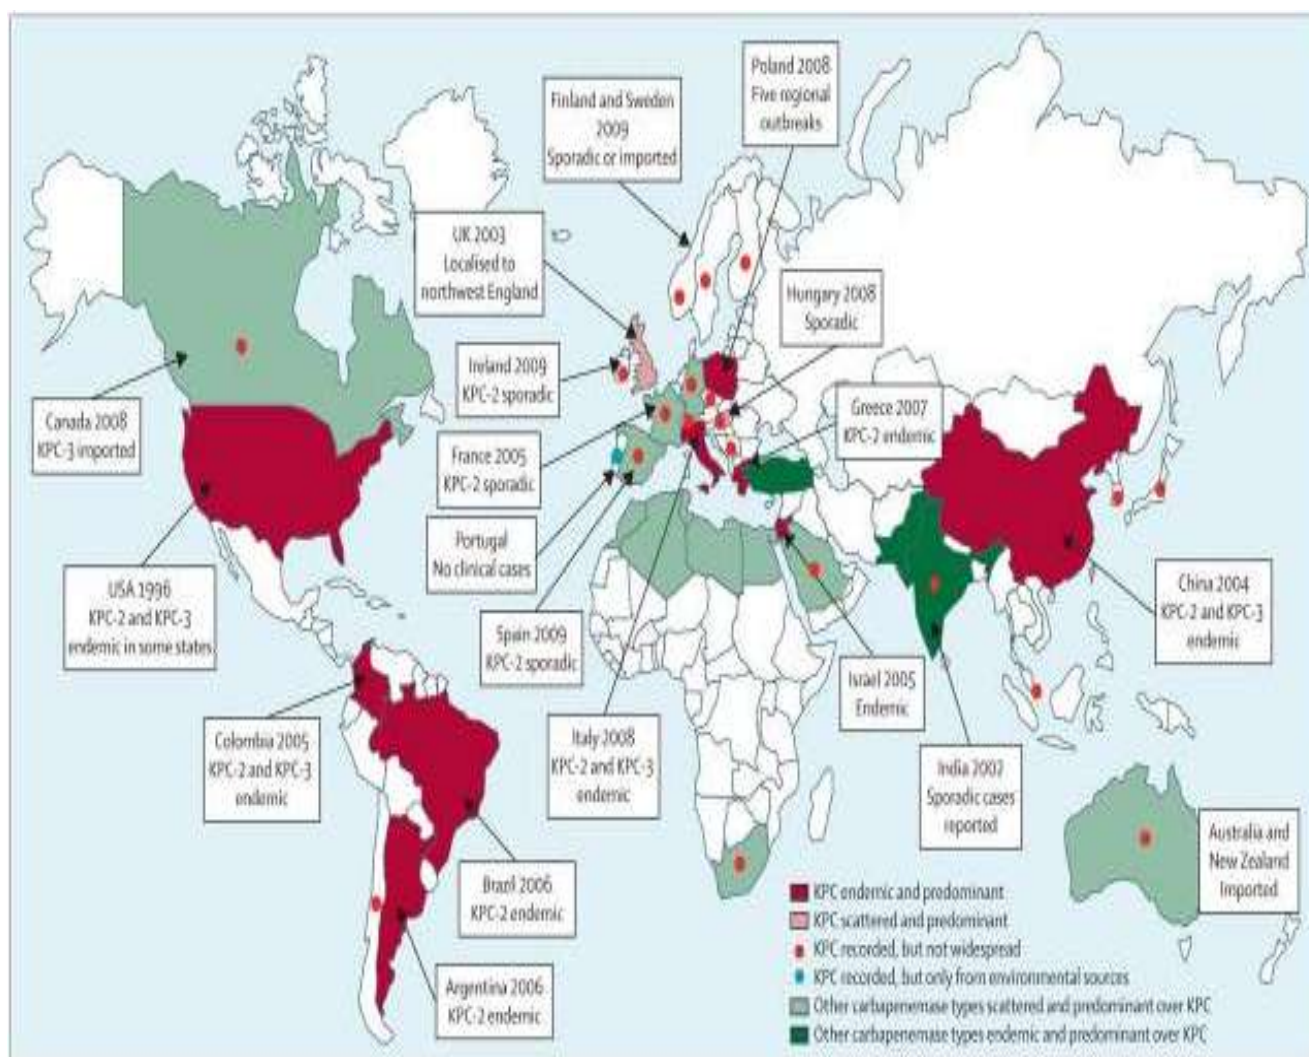 Poland 2008
Five regional
outbreaks
Finland and Sweden
2009
Sporadic or imported
UK 2003
Localised to
northwest England
Hungary 2008
Sporadic
Ireland 2009
KPC-2 sporadic
Canada 2008
KPC-3 imported
Greece 2007
KPC-2 endemic
France 2005
KPC-2 sporadic
Portugal
No clinical cases
USA 1996
KPC-2 and KPC-3
endemic in some states
China 2004
KPC-2 and KPC-3
endemic
Spain 2009
KPC-2 sporadic
Israel 2005
Endemic
Colombia 2005
KPC-2 and KPC-3
endemic
Italy 2008
KPC-2 and KPC-3
endemic
India 2002
Sporadic cases
reported
Australia and
New Zealand
Imported
Brazil 2006
KPC-2 endemic
Argentina 2006
KPC-2 endemic
KPC endemic and predominant
KPC scattered and predominant
KPC recorded, but not widespread
KPC recorded, but only from environmental sources
Other carbapenemase types scattered and predominant over KPC
Other carbapenemase types endemic and predominant over KPC